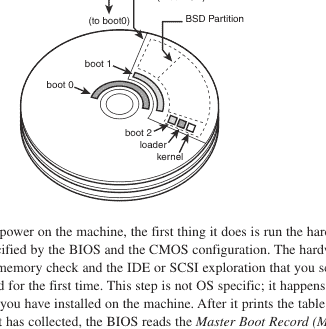 (to boot0)
BSD Partition
boot 1
boot 0
boot 2
loader
kernel
power on the machine, the first thing it does is run the har
cified by the BIOS and the CMOS configuration. The hard
memory check and the IDE or SCSI exploration that you se
d for the first time. This step is not OS specific; it happens
you have installed on the machine. After it prints the table
t has collected, the BIOS reads the Master Boot Record (M